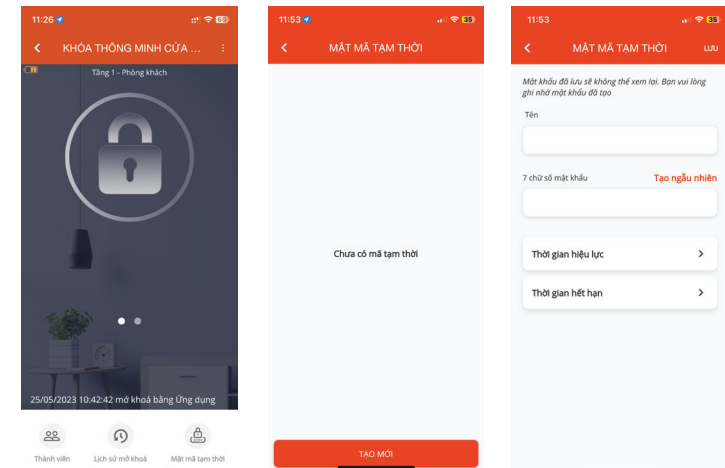 11:26
69
KHÓA THÔNG MINH CỬA ...
Tầng 1 - Phòng khách
25/05/2023 10:42:42 mở khoá bằng Ứng dụng
Thành viên
Lịch sử mở khoá
Mật mã tạm thời
11:53
35
MẬT MÃ TẠM THỜI
Chưa có mã tạm thời
TẠO MỚI
11:53
35
MẬT MÃ TẠM THỜI
LƯU
Mật khẩu đã lưu sẽ không thể xem lại. Bạn vui lòng
ghi nhớ mật khẩu đã tạo
Tên
7 chữ số mật khẩu
Tạo ngẫu nhiên
Thời gian hiệu lực
Thời gian hết hạn